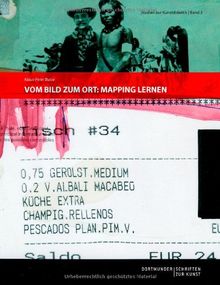 Studien zur Kunstdidaktik | Band 3
Klaus-Peter Busse
VOM BILD ZUM ORT: MAPPING LERNEN
Tisch #34
0,75 GEROLST.MEDIUM
0.2 V.ALBALI MACABEO
KÜCHE EXTRA
CHAMPIG.RELLENOS
PESCADOS PLAN.PIM.V.
Saldo EUR 24
DORTMUNDER SCHRIFTEN
ZUR KUNST
Urheberrechtlich geschütztes Material